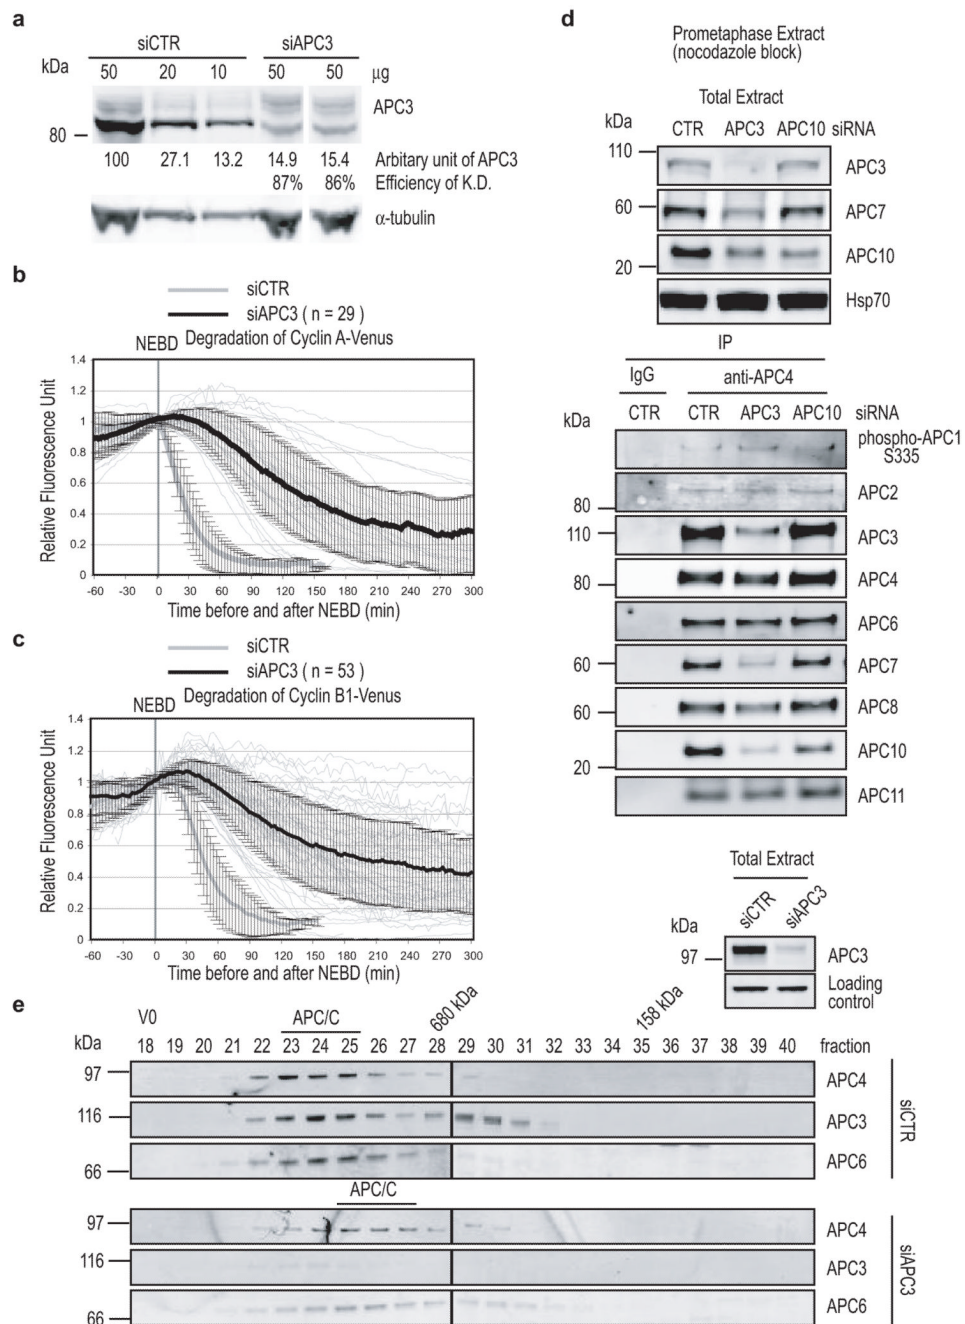 a
siCTR siAPC3
kDa 50 20 10 50 50 μg
APC3
80
100 27.1 13.2 14.9 15.4 Arbitary unit of APC3
87% 86% Efficiency of K.D.
α-tubulin
b
siCTR
siAPC3 ( n = 29 )
NEBD Degradation of Cyclin A-Venus
Relative Fluorescence Unit
1.4
1.2
1
0.8
0.6
0.4
0.2
0
-60 -30 0 30 60 90 120 150 180 210 240 270 300
Time before and after NEBD (min)
c
siCTR
siAPC3 ( n = 53 )
NEBD Degradation of Cyclin B1-Venus
Relative Fluorescence Unit
1.4
1.2
1
0.8
0.6
0.4
0.2
0
-60 -30 0 30 60 90 120 150 180 210 240 270 300
Time before and after NEBD (min)
d
Prometaphase Extract
(nocodazole block)
Total Extract
kDa CTR APC3 APC10 siRNA
110 APC3
60 APC7
APC10
20
Hsp70
IP
IgG anti-APC4
kDa CTR CTR APC3 APC10 siRNA
phospho-APC1
S335
APC2
80
110 APC3
80 APC4
APC6
60 APC7
60 APC8
APC10
20
APC11
Total Extract
siCTR siAPC3
kDa
97 APC3
Loading
control
e
V0 APC/C 680 kDa 158 kDa
kDa 18 19 20 21 22 23 24 25 26 27 28 29 30 31 32 33 34 35 36 37 38 39 40 fraction
97 APC4
116 APC3
66 APC6
siCTR
APC/C
97 APC4
116 APC3
66 APC6
siAPC3